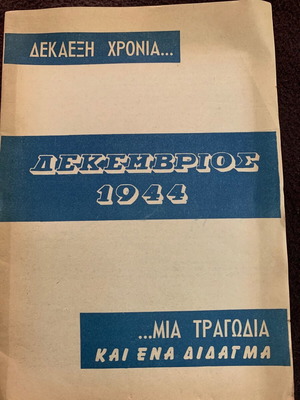 ΔΕΚΑΕΞΗ ΧΡΟΝΙΑ...
ΔΕΚΕΜΒΡΙΟΣ
1944
...ΜΙΑ ΤΡΑΓΩΔΙΑ
ΚΑΙ ΕΝΑ ΔΙΔΑΓΜΑ